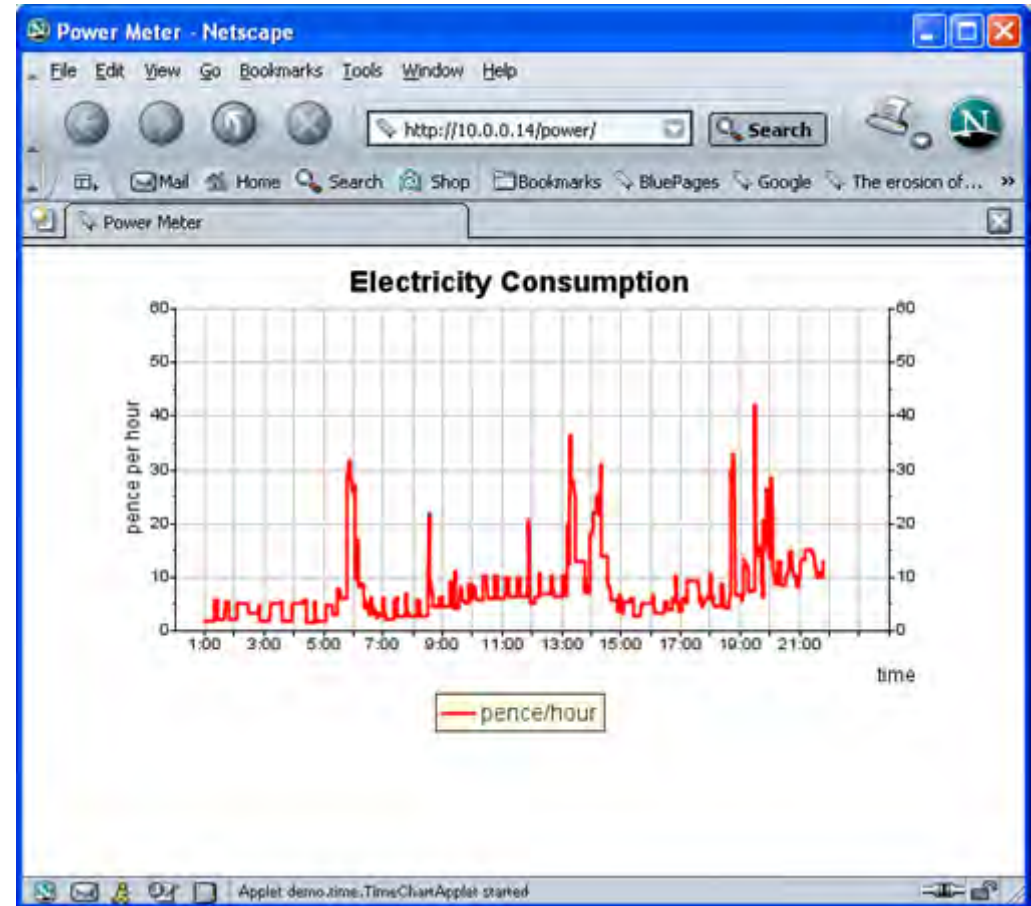 Power Meter - Netscape
File Edit View Go Bookmarks Tools Window Help
http://10.0.0.14/power/ Search N
Mail Home Search Shop Bookmarks BluePages Google The erosion of... »
Power Meter
Electricity Consumption
60 60
50 50
40 40
30 30
20 20
10 10
0 0
pence per hour
1:00 3:00 5:00 7:00 9:00 11:00 13:00 15:00 17:00 19:00 21:00
time
pence/hour
Applet demo.time.TimeChartApplet started